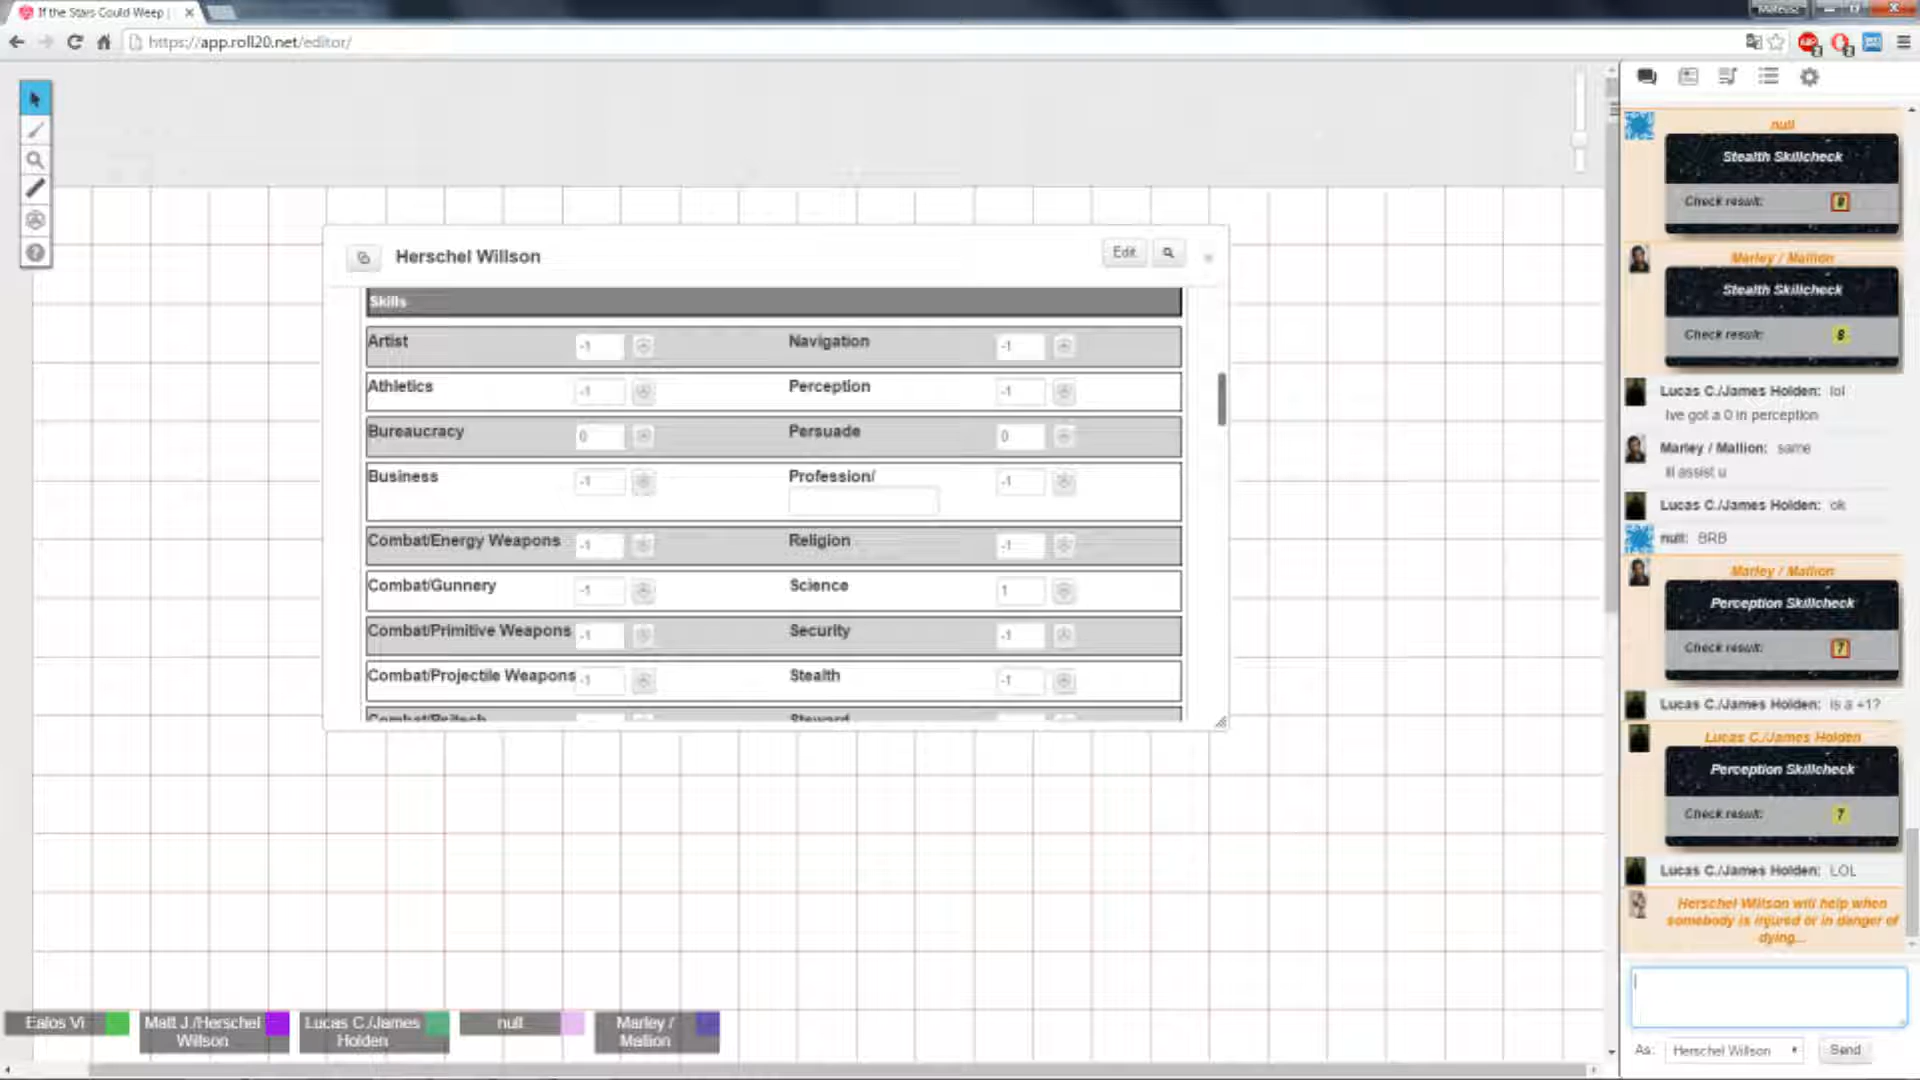 If the Stars Could Weep |
Mateusz
https://app.roll20.net/editor/
Herschel Willson
Edit
Skills
Artist -1 Navigation -1
Athletics -1 Perception -1
Bureaucracy 0 Persuade 0
Business -1 Profession/ -1
Combat/Energy Weapons -1 Religion -1
Combat/Gunnery -1 Science 1
Combat/Primitive Weapons -1 Security -1
Combat/Projectile Weapons -1 Stealth -1
Combat/Psitech Steward
null
Stealth Skillcheck
Check result:
Marley / Mallion
Stealth Skillcheck
Check result: 8
Lucas C./James Holden: lol
Ive got a 0 in perception
Marley / Mallion: same
ill assist u
Lucas C./James Holden: ok
null: BRB
Marley / Mallion
Perception Skillcheck
Check result: 7
Lucas C./James Holden: is a +1?
Lucas C./James Holden
Perception Skillcheck
Check result: 7
Lucas C./James Holden: LOL
Herschel Willson will help when
somebody is injured or in danger of
dying...
As: Herschel Willson Send
Ealos VI
Matt J./Herschel
Willson
Lucas C./James
Holden
null
Marley /
Mallion